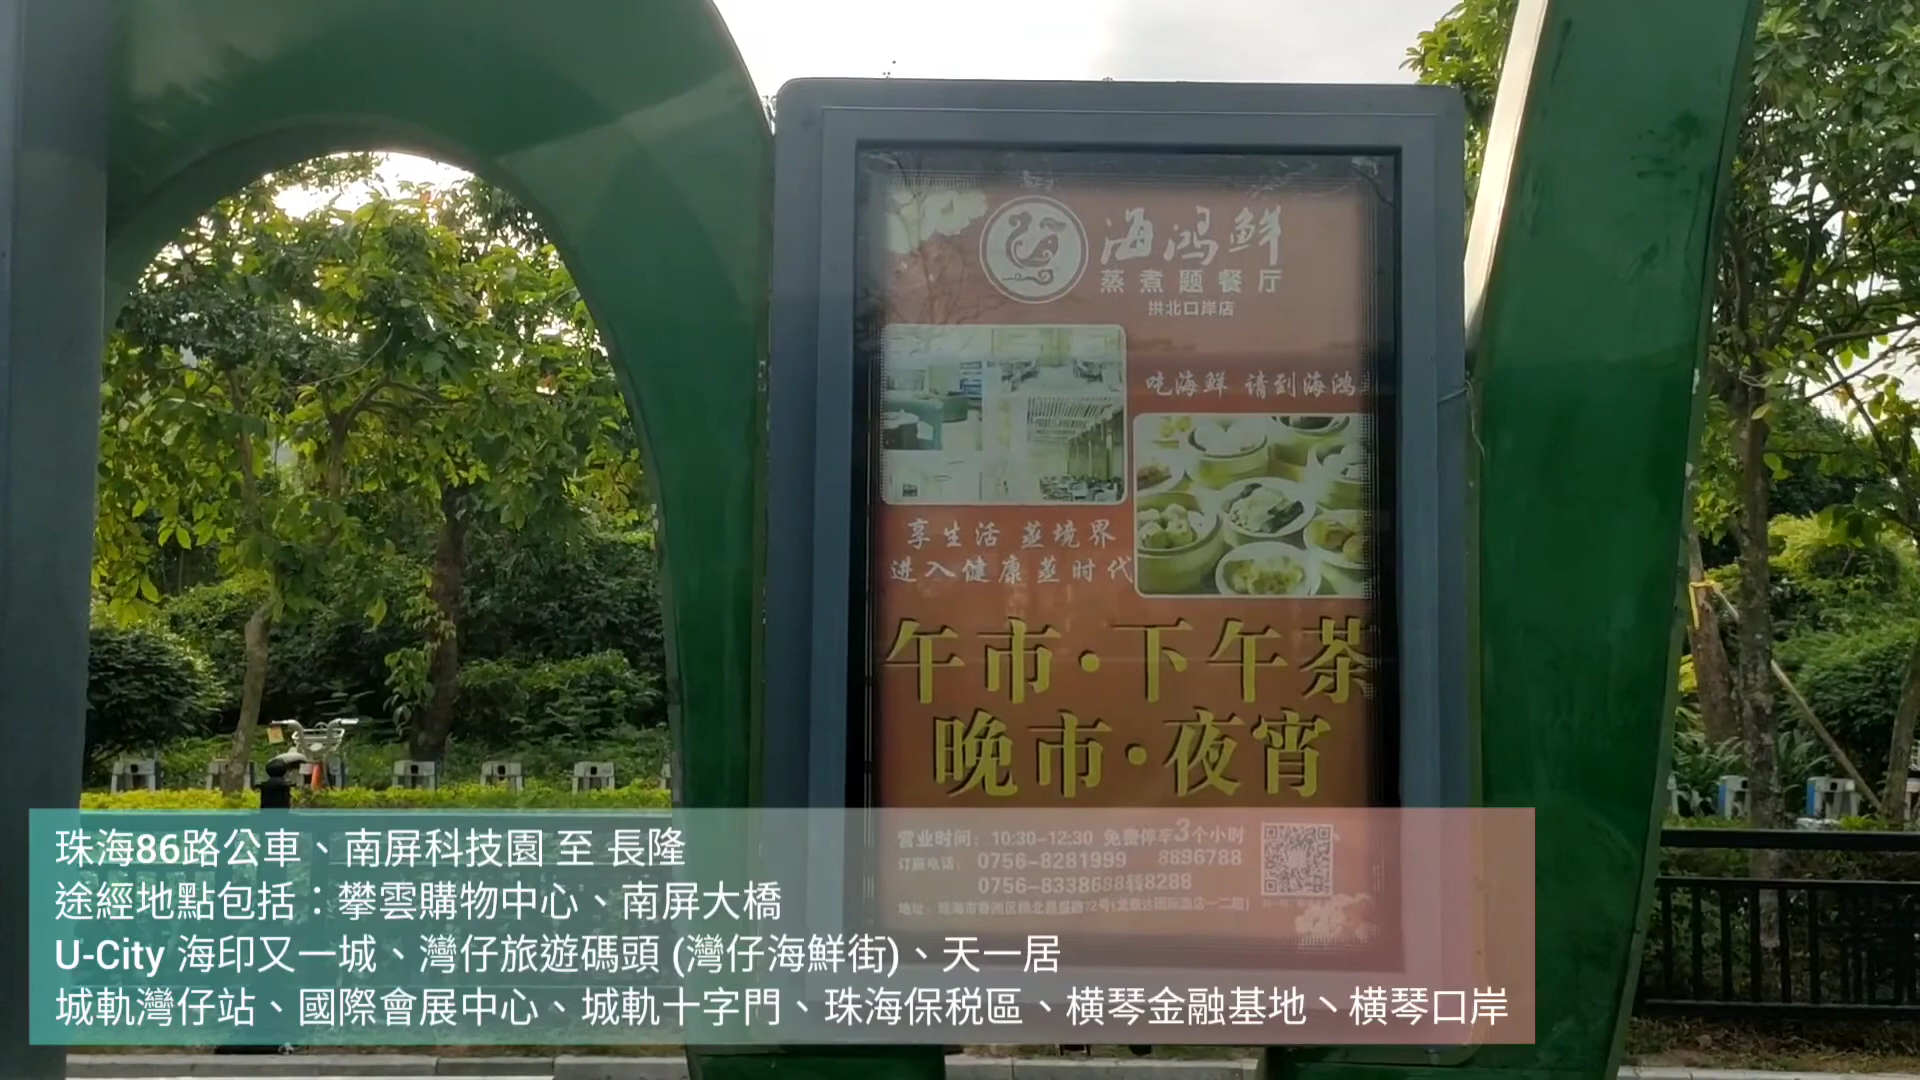 海鸿鲜
蒸煮题餐厅
拱北口岸店
吃海鲜 请到海鸿
享生活 蒸境界
进入健康蒸时代
午市·下午茶
晚市·夜宵
营业时间：10:30-12:30 免费停车3个小时
订座电话：0756-8281999 8896788
0756-8338688转8288
珠海86路公車、南屏科技園 至 長隆
途經地點包括：攀雲購物中心、南屏大橋
U-City 海印又一城、灣仔旅遊碼頭 (灣仔海鮮街)、天一居
城軌灣仔站、國際會展中心、城軌十字門、珠海保税區、橫琴金融基地、橫琴口岸